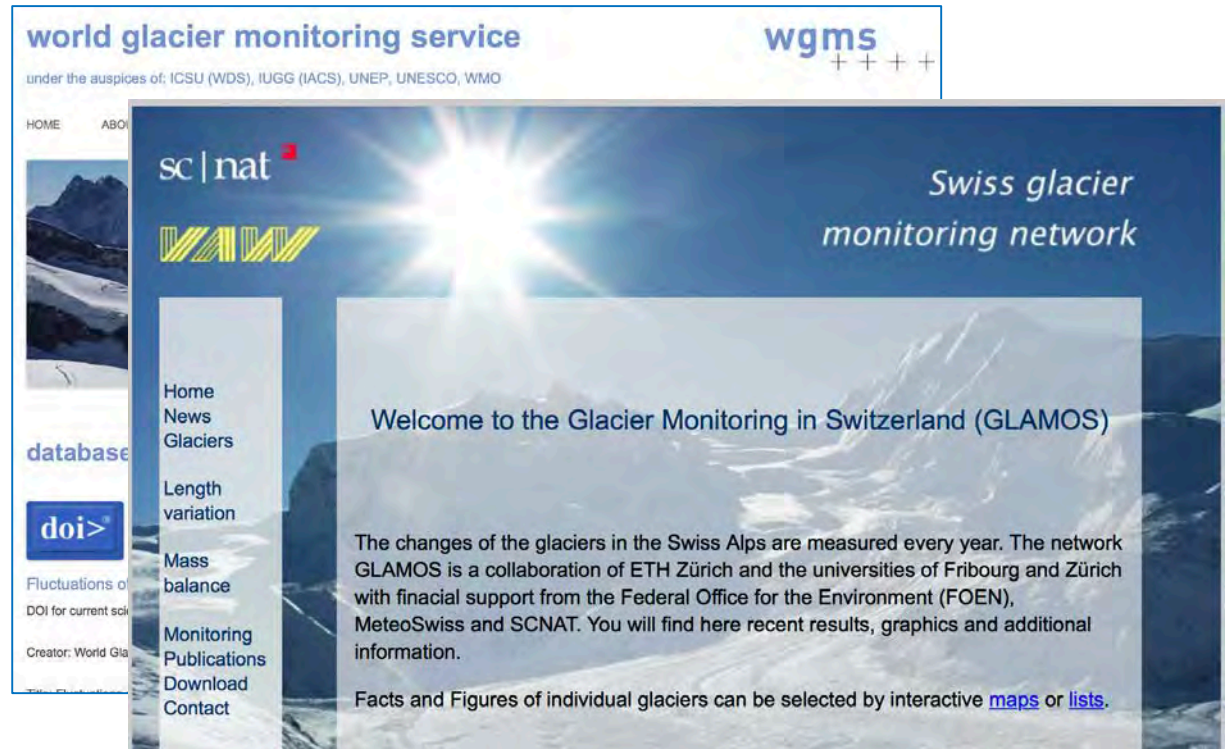 world glacier monitoring service
wgms
++++
under the auspices of: ICSU (WDS), IUGG (IACS), UNEP, UNESCO, WMO
HOME
database
doi>
Fluctuations of
DOI for current
Creator: World
sc|nat
VAW
Swiss glacier
monitoring network
Home
News
Glaciers
Length
variation
Mass
balance
Monitoring
Publications
Download
Contact
Welcome to the Glacier Monitoring in Switzerland (GLAMOS)
The changes of the glaciers in the Swiss Alps are measured every year. The network
GLAMOS is a collaboration of ETH Zürich and the universities of Fribourg and Zürich
with finacial support from the Federal Office for the Environment (FOEN),
MeteoSwiss and SCNAT. You will find here recent results, graphics and additional
information.
Facts and Figures of individual glaciers can be selected by interactive maps or lists.